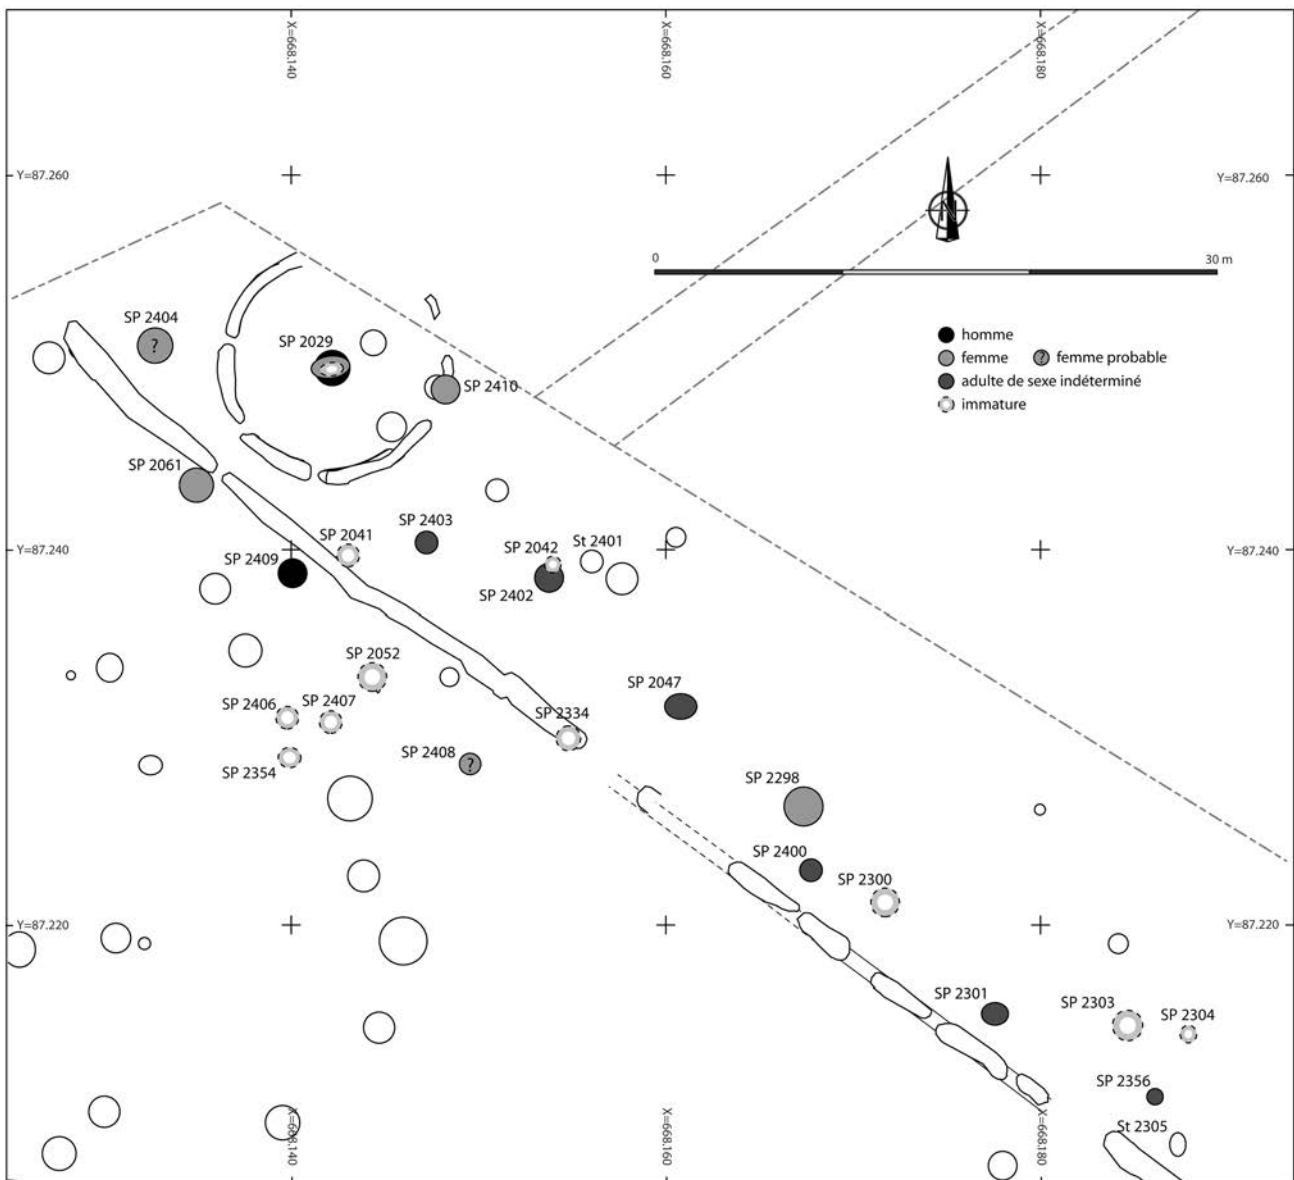 X=668.140
X=668.160
X=668.180
Y=87.260
Y=87.260
N
0
30 m
SP 2404
?
SP 2029
homme
femme
? femme probable
adulte de sexe indéterminé
immature
SP 2410
SP 2061
SP 2403
SP 2041
SP 2042
St 2401
Y=87.240
Y=87.240
SP 2409
SP 2402
SP 2052
SP 2047
SP 2406
SP 2407
SP 2334
SP 2408
?
SP 2354
SP 2298
SP 2400
SP 2300
Y=87.220
Y=87.220
SP 2301
SP 2303
SP 2304
SP 2356
St 2305
X=668.140
X=668.160
X=668.180